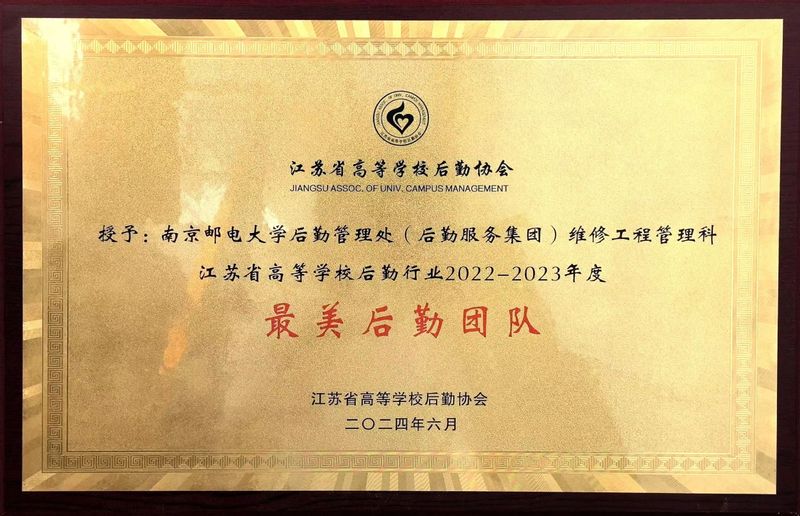 江苏省高等学校后勤协会
JIANGSU ASSOC. OF UNIV. CAMPUS MANAGEMENT
授予：南京邮电大学后勤管理处（后勤服务集团）维修工程管理科
江苏省高等学校后勤行业2022-2023年度
最美后勤团队
江苏省高等学校后勤协会
二〇二四年六月